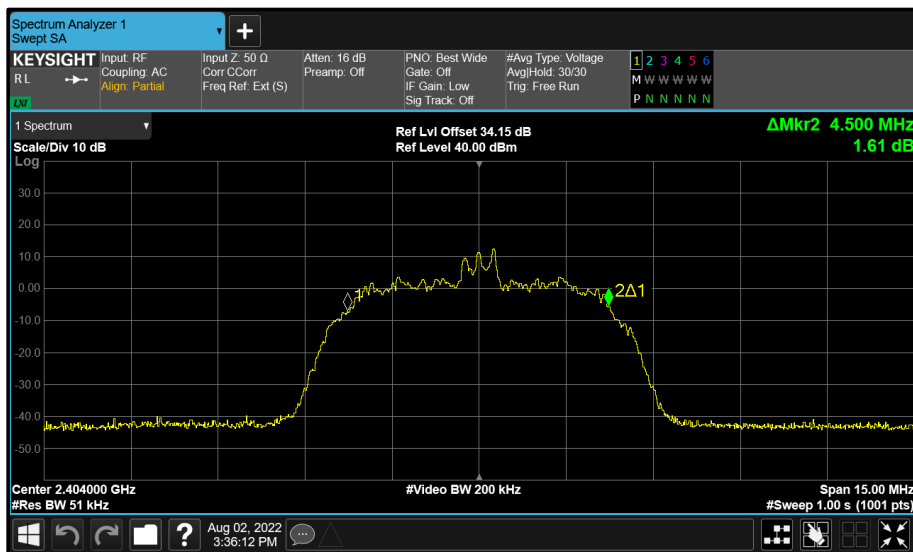 Spectrum Analyzer 1
Swept SA
KEYSIGHT
R L
LXI
Input: RF
Coupling: AC
Align: Partial
Input Z: 50 Ω
Corr CCorr
Freq Ref: Ext (S)
Atten: 16 dB
Preamp: Off
PNO: Best Wide
Gate: Off
IF Gain: Low
Sig Track: Off
#Avg Type: Voltage
Avg|Hold: 30/30
Trig: Free Run
1 2 3 4 5 6
M W W W W W
P N N N N N
1 Spectrum
Scale/Div 10 dB
Log
Ref Lvl Offset 34.15 dB
Ref Level 40.00 dBm
ΔMkr2 4.500 MHz
1.61 dB
30.0
20.0
10.0
0.00
-10.0
-20.0
-30.0
-40.0
-50.0
1
2Δ1
Center 2.404000 GHz
#Res BW 51 kHz
#Video BW 200 kHz
Span 15.00 MHz
#Sweep 1.00 s (1001 pts)
?
Aug 02, 2022
3:36:12 PM